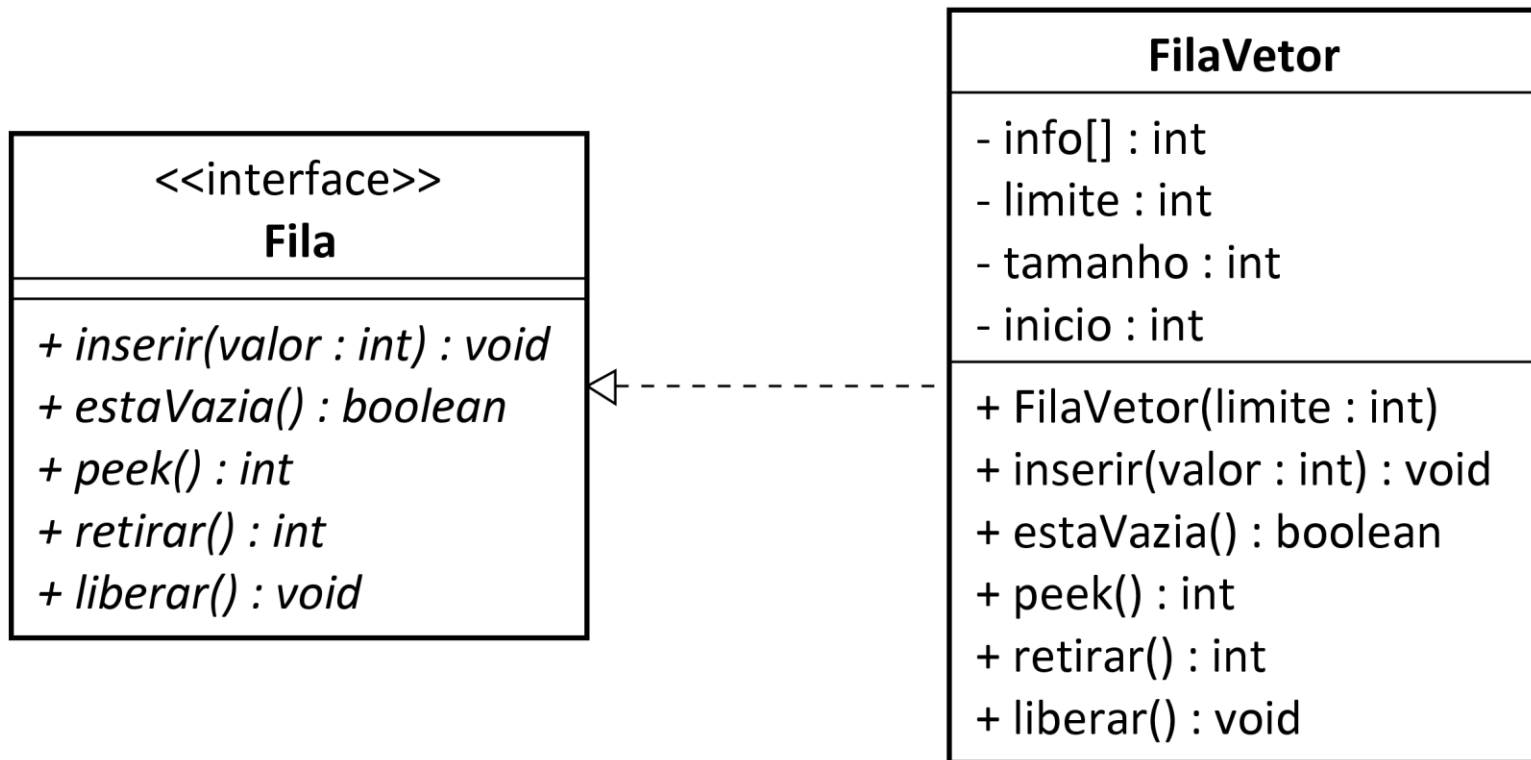 <<interface>>
Fila
+ inserir(valor : int) : void
+ estaVazia() : boolean
+ peek() : int
+ retirar() : int
+ liberar() : void
FilaVetor
- info[] : int
- limite : int
- tamanho : int
- inicio : int
+ FilaVetor(limite : int)
+ inserir(valor : int) : void
+ estaVazia() : boolean
+ peek() : int
+ retirar() : int
+ liberar() : void